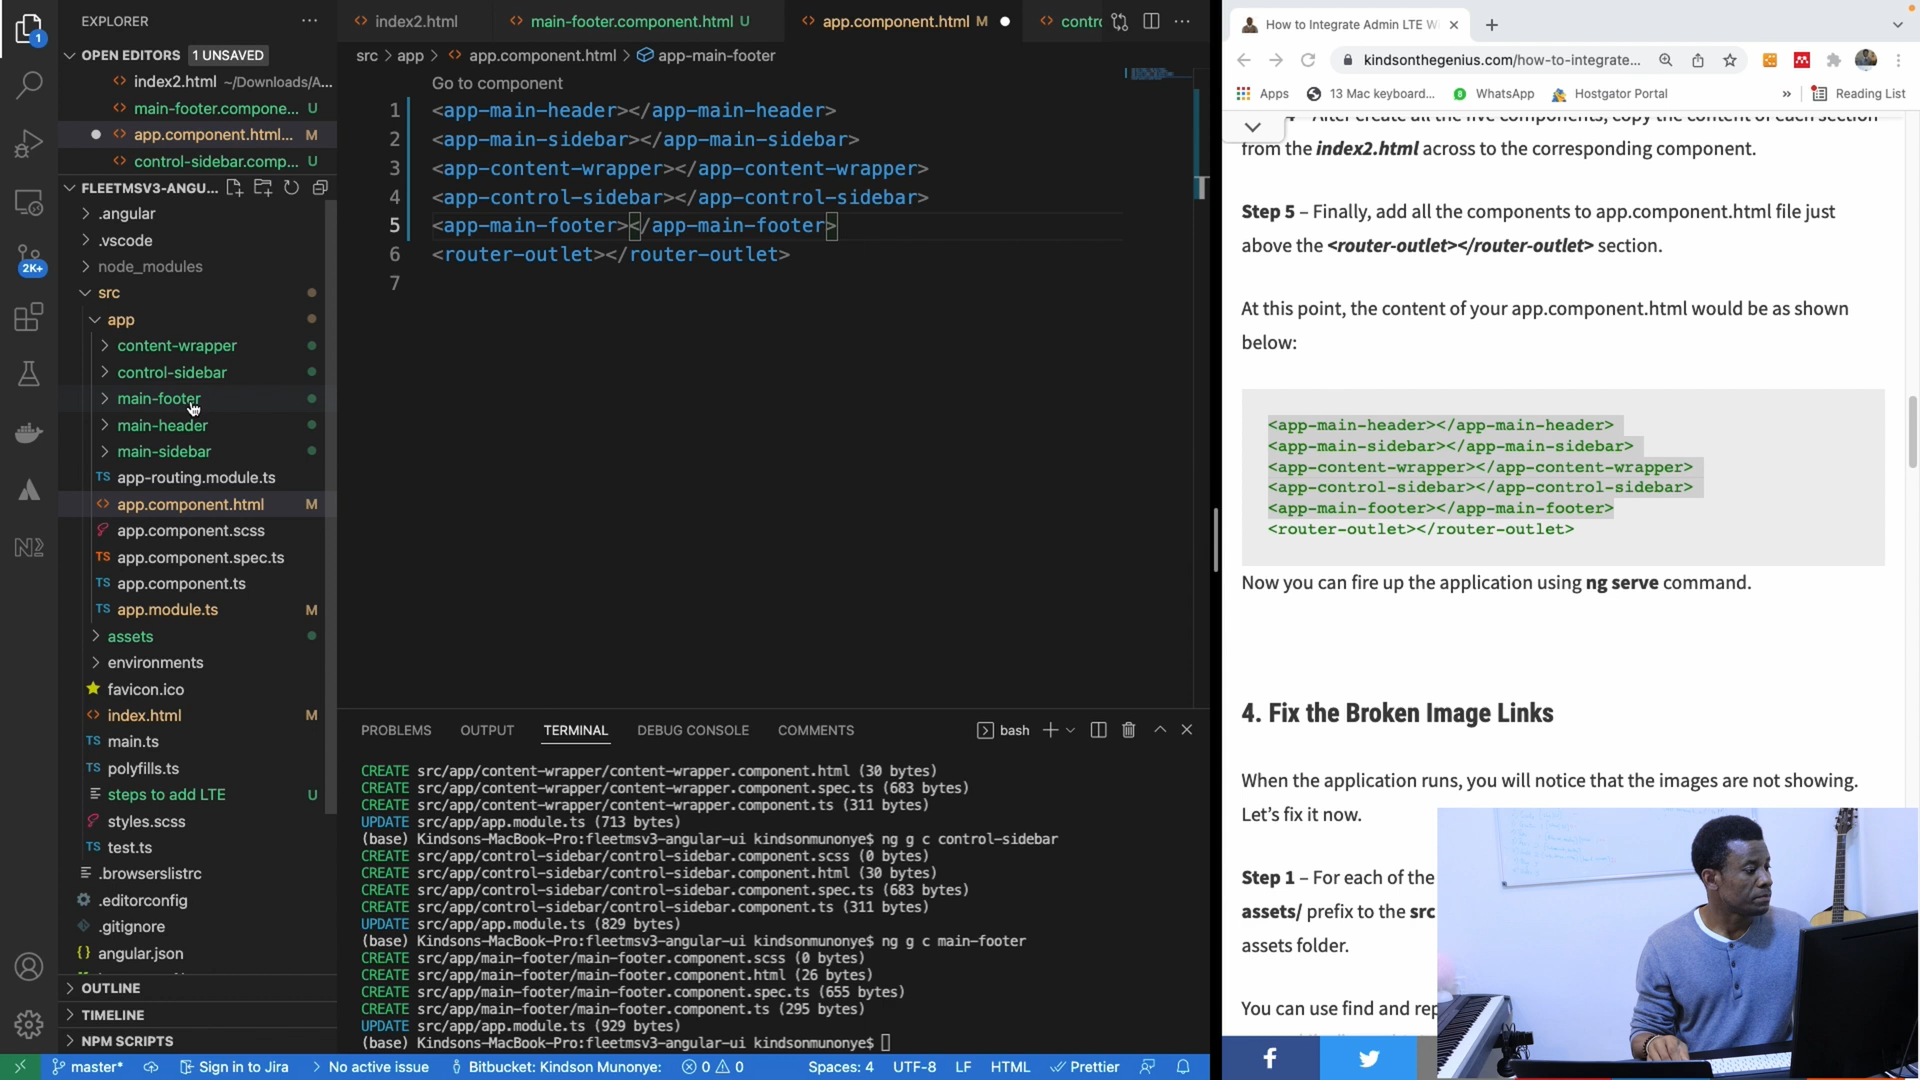 EXPLORER
OPEN EDITORS 1 UNSAVED
index2.html ~/Downloads/A...
main-footer.compone... U
app.component.html... M
control-sidebar.comp... U
FLEETMSV3-ANGU...
.angular
.vscode
node_modules
src
app
content-wrapper
control-sidebar
main-footer
main-header
main-sidebar
TS app-routing.module.ts
app.component.html M
app.component.scss
TS app.component.spec.ts
TS app.component.ts
TS app.module.ts M
assets
environments
favicon.ico
index.html M
TS main.ts
TS polyfills.ts
steps to add LTE U
styles.scss
TS test.ts
.browserslistrc
.editorconfig
.gitignore
angular.json
OUTLINE
TIMELINE
NPM SCRIPTS
1
2K+
index2.html
main-footer.component.html U
app.component.html M
contro
src > app > app.component.html > app-main-footer
Go to component
1 <app-main-header></app-main-header>
2 <app-main-sidebar></app-main-sidebar>
3 <app-content-wrapper></app-content-wrapper>
4 <app-control-sidebar></app-control-sidebar>
5 <app-main-footer></app-main-footer>
6 <router-outlet></router-outlet>
7
PROBLEMS OUTPUT TERMINAL DEBUG CONSOLE COMMENTS bash
CREATE src/app/content-wrapper/content-wrapper.component.html (30 bytes)
CREATE src/app/content-wrapper/content-wrapper.component.spec.ts (683 bytes)
CREATE src/app/content-wrapper/content-wrapper.component.ts (311 bytes)
UPDATE src/app/app.module.ts (713 bytes)
(base) Kindsons-MacBook-Pro:fleetmsv3-angular-ui kindsonmunonye$ ng g c control-sidebar
CREATE src/app/control-sidebar/control-sidebar.component.scss (0 bytes)
CREATE src/app/control-sidebar/control-sidebar.component.html (30 bytes)
CREATE src/app/control-sidebar/control-sidebar.component.spec.ts (683 bytes)
CREATE src/app/control-sidebar/control-sidebar.component.ts (311 bytes)
UPDATE src/app/app.module.ts (829 bytes)
(base) Kindsons-MacBook-Pro:fleetmsv3-angular-ui kindsonmunonye$ ng g c main-footer
CREATE src/app/main-footer/main-footer.component.scss (0 bytes)
CREATE src/app/main-footer/main-footer.component.html (26 bytes)
CREATE src/app/main-footer/main-footer.component.spec.ts (655 bytes)
CREATE src/app/main-footer/main-footer.component.ts (295 bytes)
UPDATE src/app/app.module.ts (929 bytes)
(base) Kindsons-MacBook-Pro:fleetmsv3-angular-ui kindsonmunonye$
master* Sign in to Jira No active issue Bitbucket: Kindson Munonye: 0 0 Spaces: 4 UTF-8 LF HTML Prettier
How to Integrate Admin LTE W
kindsonthegenius.com/how-to-integrate...
Apps 13 Mac keyboard... WhatsApp Hostgator Portal » Reading List
After create all the five components, copy the content of each section
from the index2.html across to the corresponding component.
Step 5 – Finally, add all the components to app.component.html file just
above the <router-outlet></router-outlet> section.
At this point, the content of your app.component.html would be as shown
below:
<app-main-header></app-main-header>
<app-main-sidebar></app-main-sidebar>
<app-content-wrapper></app-content-wrapper>
<app-control-sidebar></app-control-sidebar>
<app-main-footer></app-main-footer>
<router-outlet></router-outlet>
Now you can fire up the application using ng serve command.
4. Fix the Broken Image Links
When the application runs, you will notice that the images are not showing.
Let's fix it now.
Step 1 – For each of the
assets/ prefix to the src
assets folder.
You can use find and rep